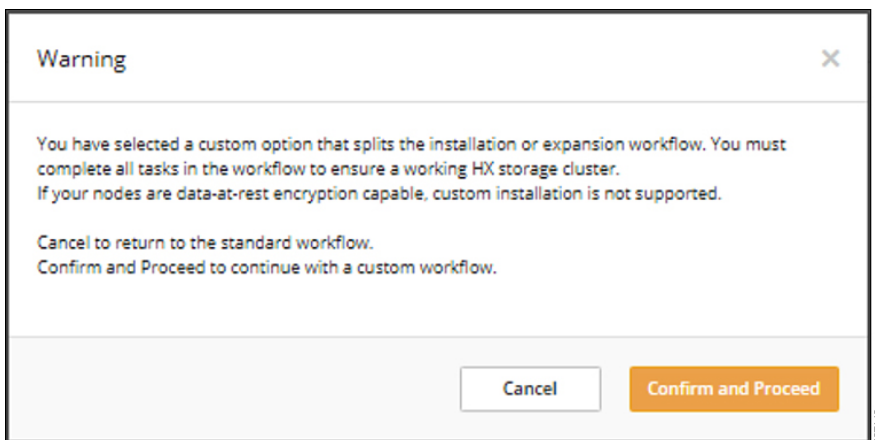 Warning
You have selected a custom option that splits the installation or expansion workflow. You must
complete all tasks in the workflow to ensure a working HX storage cluster.
If your nodes are data-at-rest encryption capable, custom installation is not supported.
Cancel to return to the standard workflow.
Confirm and Proceed to continue with a custom workflow.
Cancel
Confirm and Proceed